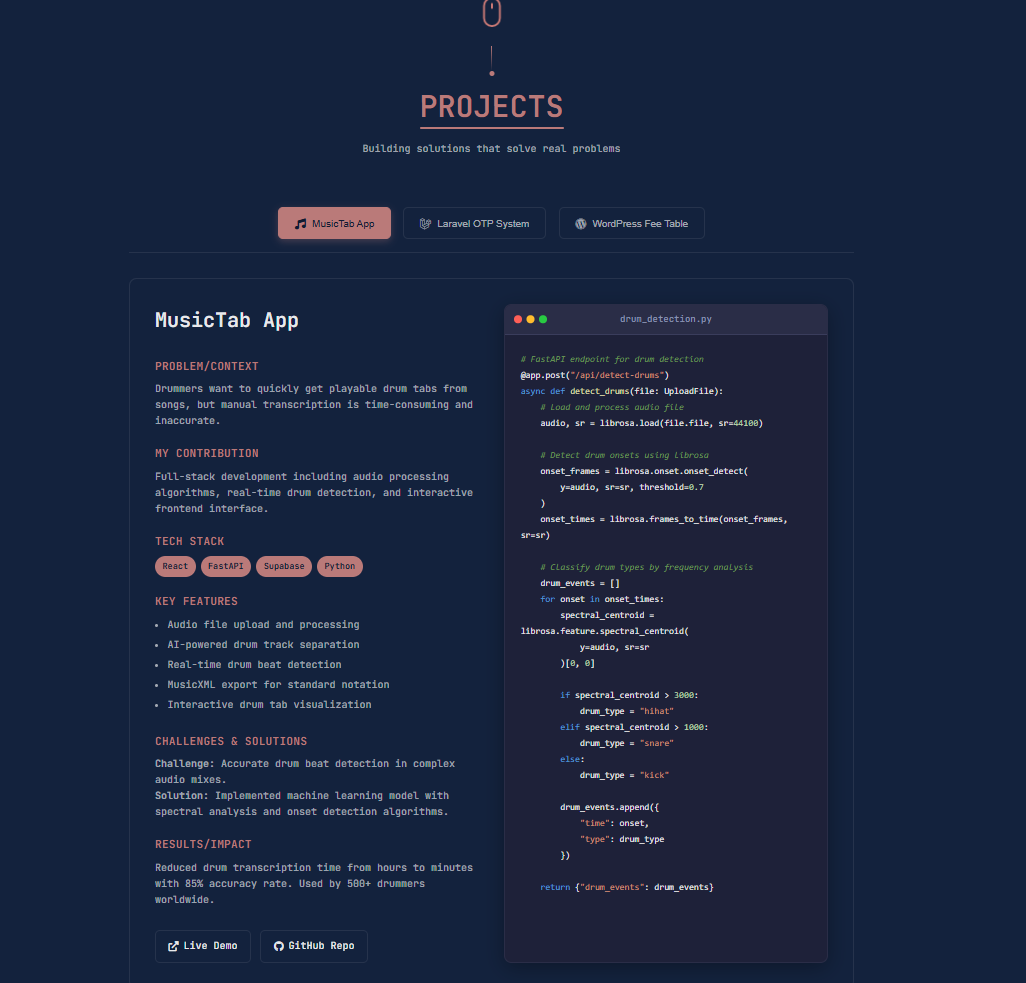 PROJECTS
Building solutions that solve real problems
MusicTab App
Laravel OTP System
WordPress Fee Table
MusicTab App
PROBLEM/CONTEXT
Drummers want to quickly get playable drum tabs from
songs, but manual transcription is time-consuming and
inaccurate.
MY CONTRIBUTION
Full-stack development including audio processing
algorithms, real-time drum detection, and interactive
frontend interface.
TECH STACK
React FastAPI Supabase Python
KEY FEATURES
• Audio file upload and processing
• AI-powered drum track separation
• Real-time drum beat detection
• MusicXML export for standard notation
• Interactive drum tab visualization
CHALLENGES & SOLUTIONS
Challenge: Accurate drum beat detection in complex
audio mixes.
Solution: Implemented machine learning model with
spectral analysis and onset detection algorithms.
RESULTS/IMPACT
Reduced drum transcription time from hours to minutes
with 85% accuracy rate. Used by 500+ drummers
worldwide.
Live Demo
GitHub Repo
drum_detection.py
# FastAPI endpoint for drum detection
@app.post("/api/detect-drums")
async def detect_drums(file: UploadFile):
    # Load and process audio file
    audio, sr = librosa.load(file.file, sr=44100)
    # Detect drum onsets using librosa
    onset_frames = librosa.onset.onset_detect(
        y=audio, sr=sr, threshold=0.7
    )
    onset_times = librosa.frames_to_time(onset_frames,
sr=sr)
    # Classify drum types by frequency analysis
    drum_events = []
    for onset in onset_times:
        spectral_centroid =
librosa.feature.spectral_centroid(
            y=audio, sr=sr
        )[0, 0]
        if spectral_centroid > 3000:
            drum_type = "hihat"
        elif spectral_centroid > 1000:
            drum_type = "snare"
        else:
            drum_type = "kick"
        drum_events.append({
            "time": onset,
            "type": drum_type
        })
    return {"drum_events": drum_events}